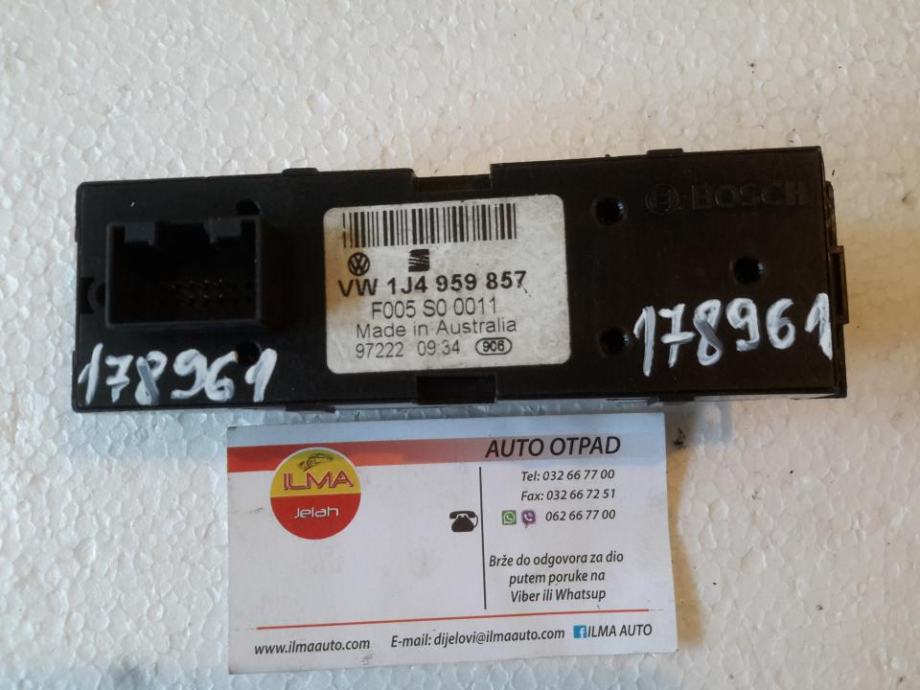 BOSCH
VW 1J4 959 857
F005 S0 0011
Made in Australia
97222 09:34 906
178961
178961
AUTO OTPAD
ILMA
Jelah
Tel: 032 66 77 00
Fax: 032 66 72 51
062 66 77 00
Brže do odgovora za dio
putem poruke na
Viber ili Whatsup
www.ilmaauto.com E-mail: dijelovi@ilmaauto.com ILMA AUTO